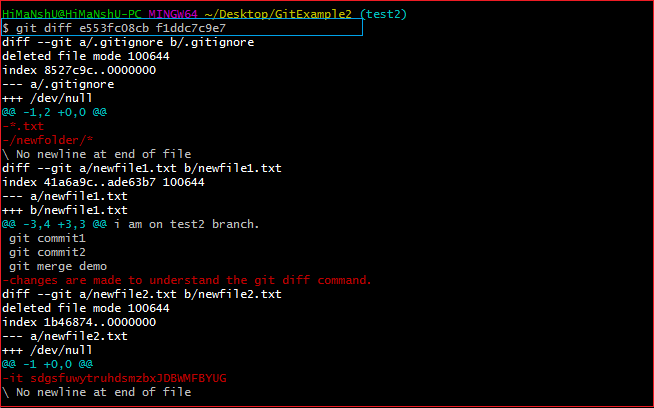 HiMaNshU@HiMaNshU-PC MINGW64 ~/Desktop/GitExample2 (test2)
$ git diff e553fc08cb f1ddc7c9e7
diff --git a/.gitignore b/.gitignore
deleted file mode 100644
index 8527c9c..0000000
--- a/.gitignore
+++ /dev/null
@@ -1,2 +0,0 @@
-*.txt
-/newfolder/*
\ No newline at end of file
diff --git a/newfile1.txt b/newfile1.txt
index 41a6a9c..ade63b7 100644
--- a/newfile1.txt
+++ b/newfile1.txt
@@ -3,4 +3,3 @@ i am on test2 branch.
 git commit1
 git commit2
 git merge demo
-changes are made to understand the git diff command.
diff --git a/newfile2.txt b/newfile2.txt
deleted file mode 100644
index 1b46874..0000000
--- a/newfile2.txt
+++ /dev/null
@@ -1 +0,0 @@
-it sdgsfuwytruhdsmzbxJDBWMFBYUG
\ No newline at end of file